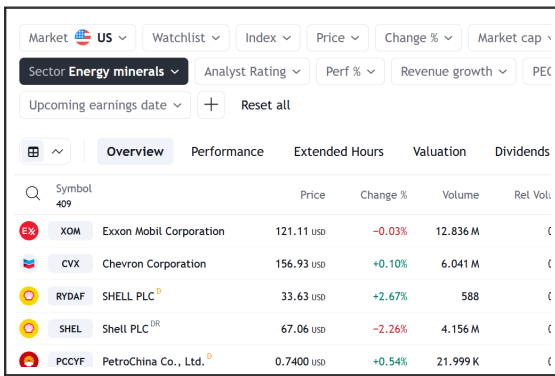 Market US Watchlist Index Price Change % Market cap
Sector Energy minerals Analyst Rating Perf % Revenue growth PEG
Upcoming earnings date + Reset all
Overview Performance Extended Hours Valuation Dividends
Symbol 409 Price Change % Volume Rel Volu
XOM Exxon Mobil Corporation 121.11 USD −0.03% 12.836 M
CVX Chevron Corporation 156.93 USD +0.10% 6.041 M
RYDAF SHELL PLC D 33.63 USD +2.67% 588
SHEL Shell PLC DR 67.06 USD −2.26% 4.156 M
PCCYF PetroChina Co., Ltd. D 0.7400 USD +0.54% 21.999 K